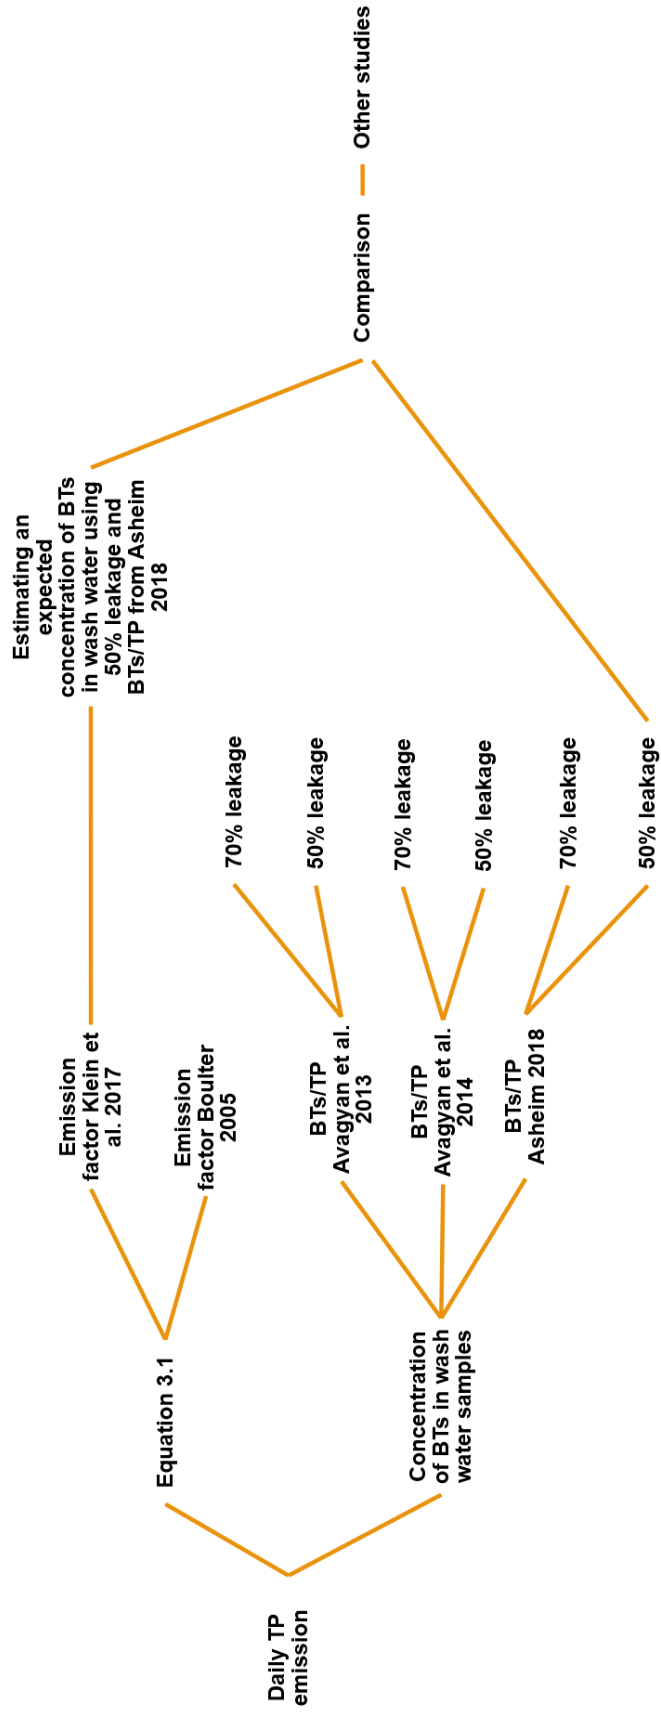 Daily TP
emission
Equation 3.1
Concentration
of BTs in wash
water samples
Emission
factor Klein et
al. 2017
Emission
factor Boulter
2005
BTs/TP
Avagyan et al.
2013
BTs/TP
Avagyan et al.
2014
BTs/TP
Asheim 2018
70% leakage
50% leakage
70% leakage
50% leakage
70% leakage
50% leakage
Estimating an
expected
concentration of BTs
in wash water using
50% leakage and
BTs/TP from Asheim
2018
Comparison
Other studies